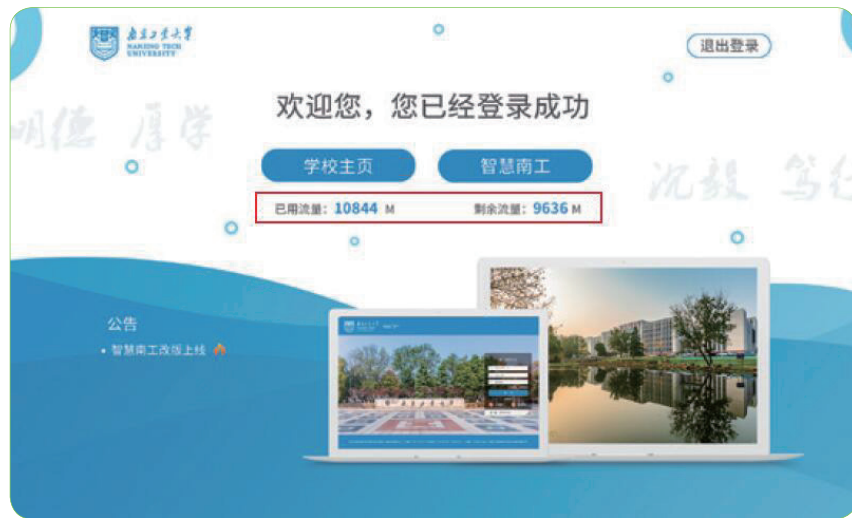 南京工业大学
NANJING TECH
UNIVERSITY
退出登录
欢迎您，您已经登录成功
明德 厚学
沉毅 笃行
学校主页
智慧南工
已用流量：10844 M
剩余流量：9636 M
公告
• 智慧南工改版上线